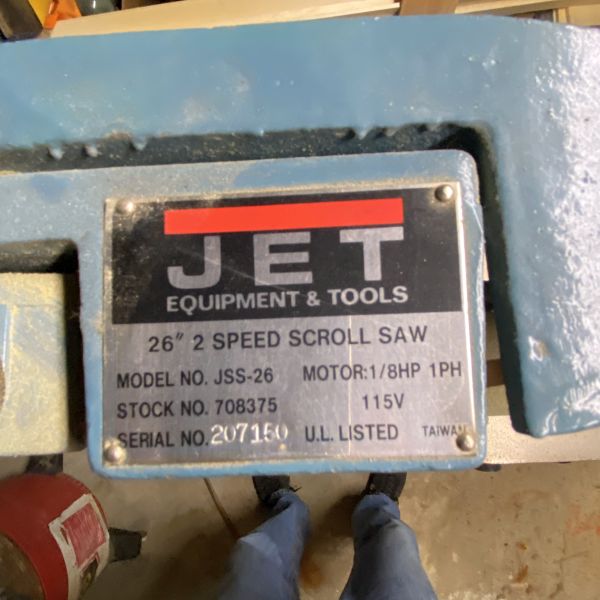 JET
EQUIPMENT & TOOLS
26" 2 SPEED SCROLL SAW
MODEL NO. JSS-26 MOTOR:1/8HP 1PH
STOCK NO. 708375 115V
SERIAL NO. 207150 U.L. LISTED TAIWAN